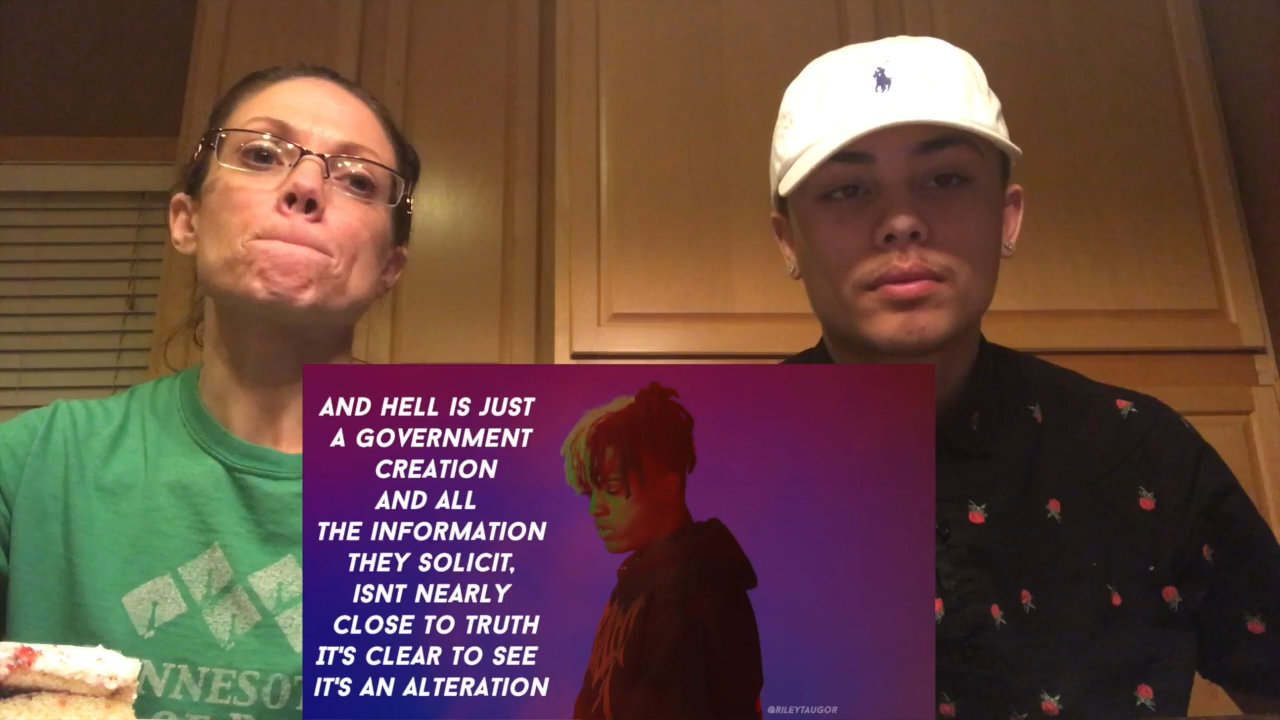 AND HELL IS JUST
A GOVERNMENT
CREATION
AND ALL
THE INFORMATION
THEY SOLICIT,
ISNT NEARLY
CLOSE TO TRUTH
IT'S CLEAR TO SEE
IT'S AN ALTERATION
@RILEYTAUGOR